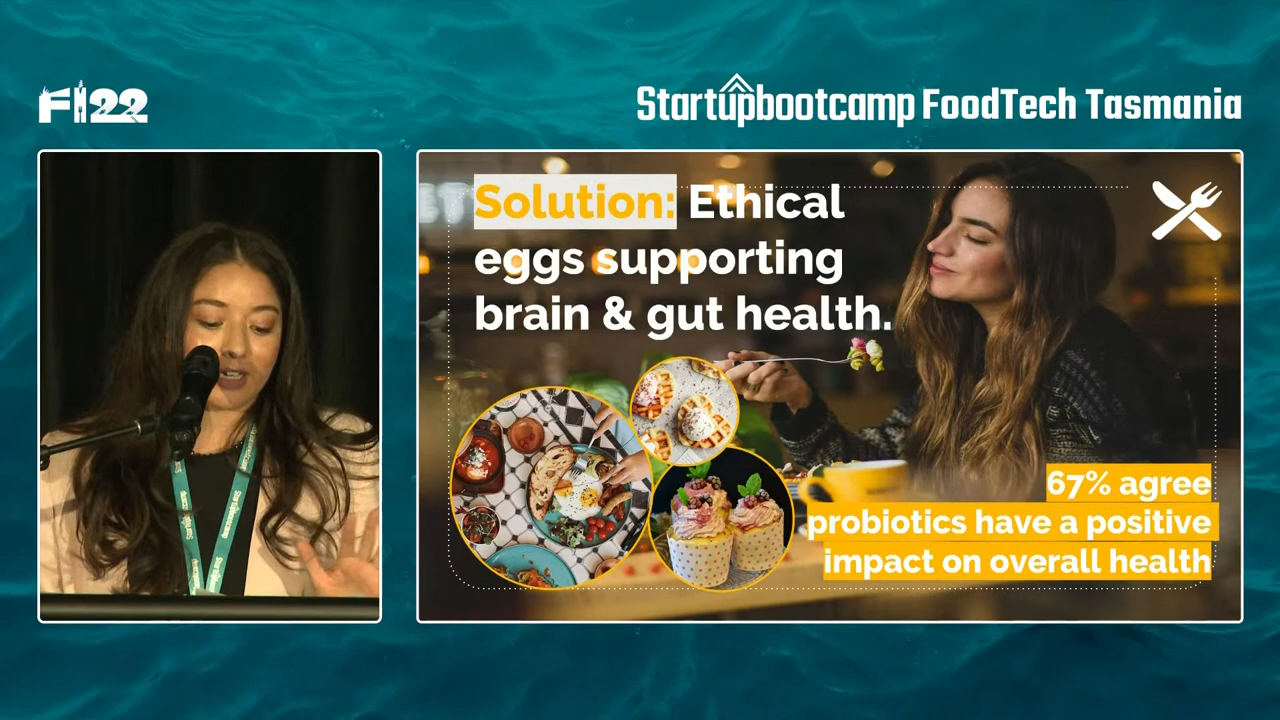 FI22
Startupbootcamp FoodTech Tasmania
Solution: Ethical
eggs supporting
brain & gut health.
67% agree
probiotics have a positive
impact on overall health